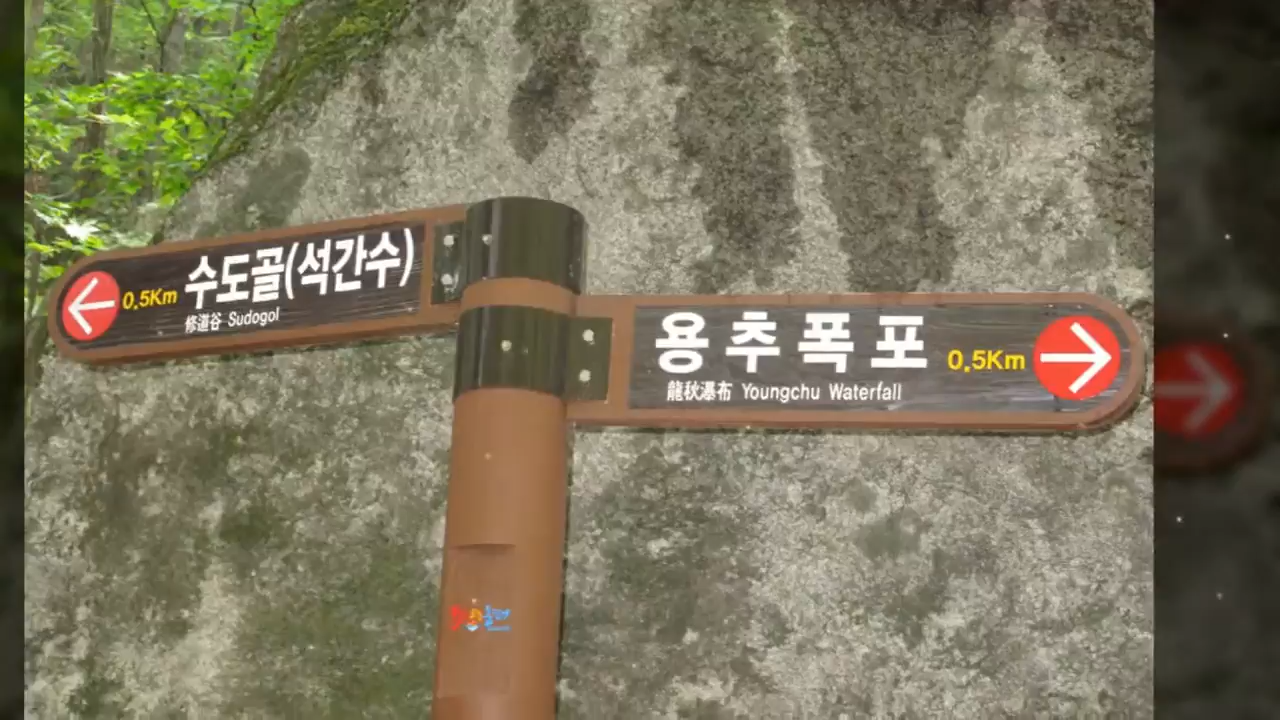 0.5Km 수도골(석간수)
修道谷 Sudogol
용추폭포 0.5Km
龍秋瀑布 Youngchu Waterfall